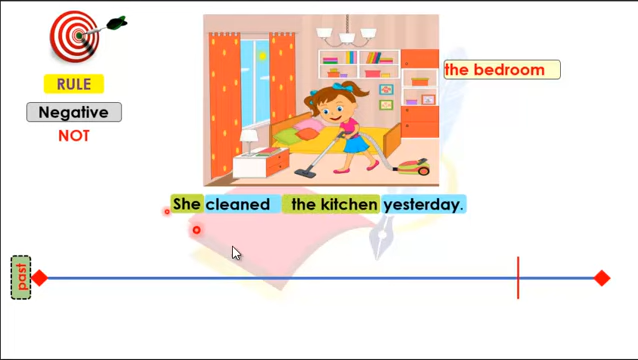 RULE
Negative
NOT
the bedroom
She cleaned the kitchen yesterday.
past